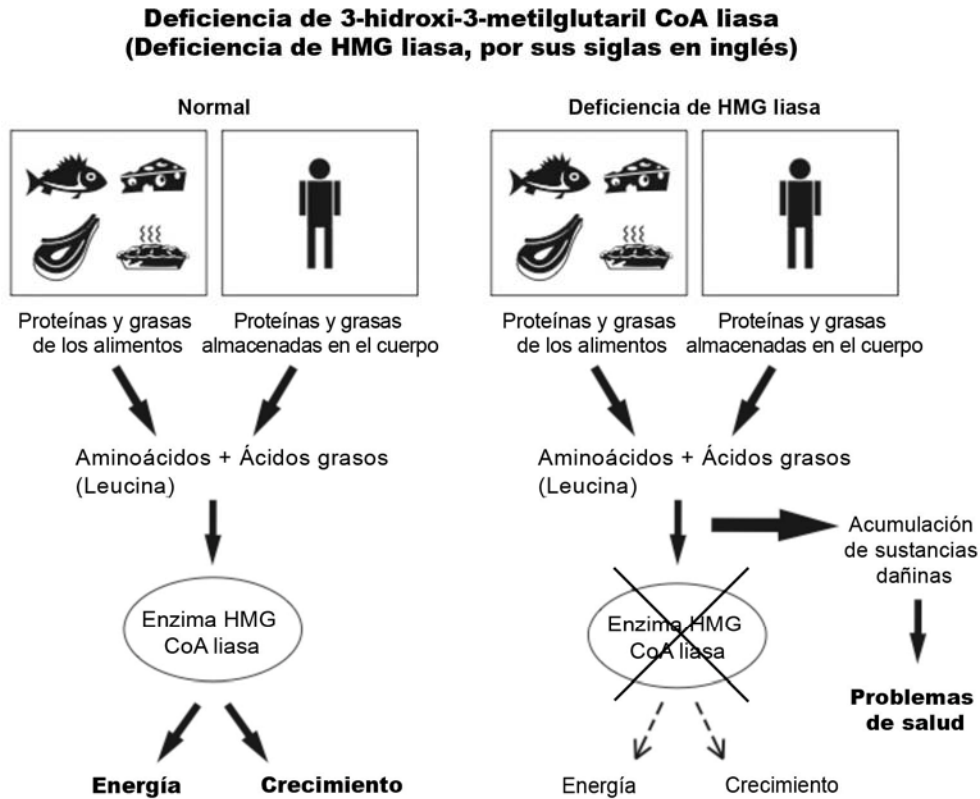 Deficiencia de 3-hidroxi-3-metilglutaril CoA liasa
(Deficiencia de HMG liasa, por sus siglas en inglés)
Normal
Proteínas y grasas
de los alimentos
Proteínas y grasas
almacenadas en el cuerpo
Aminoácidos + Ácidos grasos
(Leucina)
Enzima HMG
CoA liasa
Energía
Crecimiento
Deficiencia de HMG liasa
Proteínas y grasas
de los alimentos
Proteínas y grasas
almacenadas en el cuerpo
Aminoácidos + Ácidos grasos
(Leucina)
Acumulación
de sustancias
dañinas
Enzima HMG
CoA liasa
Problemas
de salud
Energía
Crecimiento